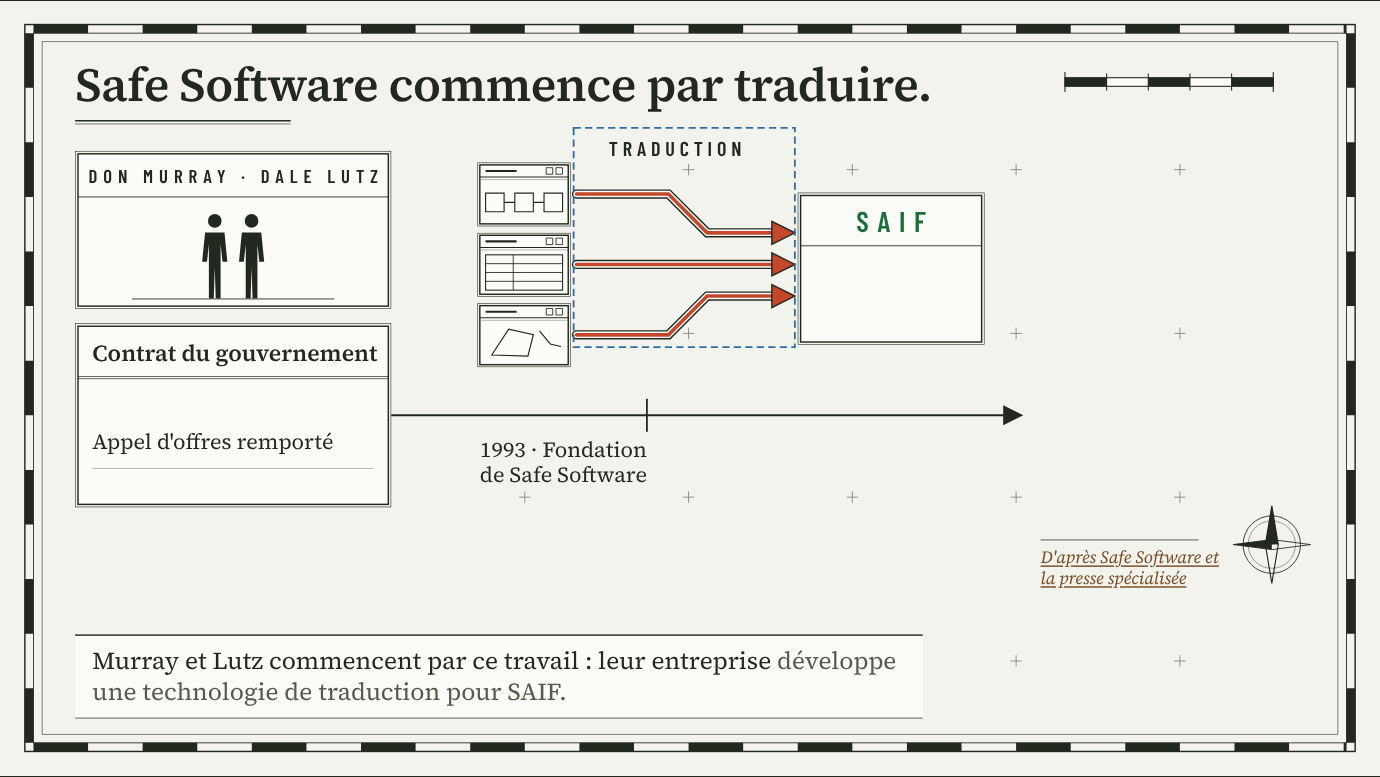 Safe Software commence par traduire.
DON MURRAY · DALE LUTZ
TRADUCTION
SAIF
Contrat du gouvernement
Appel d'offres remporté
1993 · Fondation
de Safe Software
D'après Safe Software et
la presse spécialisée
Murray et Lutz commencent par ce travail : leur entreprise développe
une technologie de traduction pour SAIF.